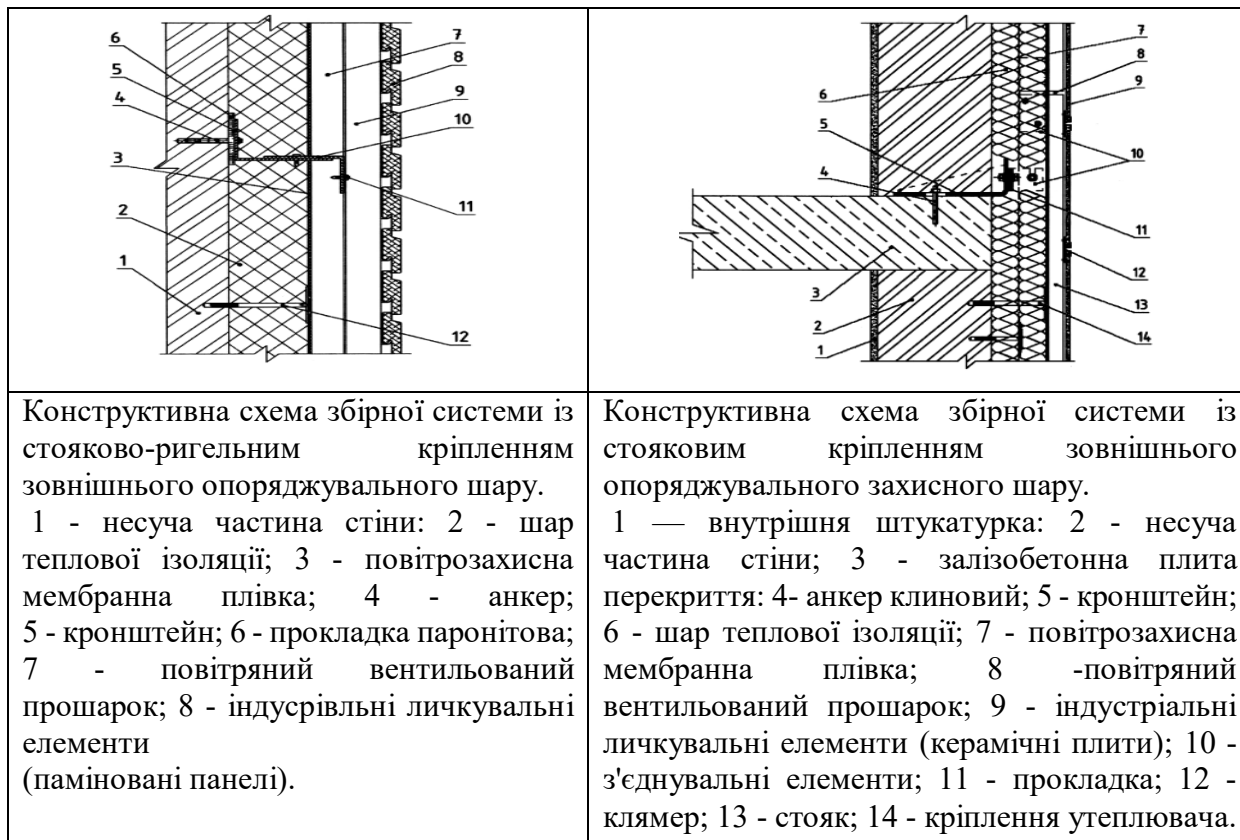 6
5
4
3
2
1
7
8
9
10
11
12
6
5
4
3
2
1
7
8
9
10
11
12
13
14
Конструктивна схема збірної системи із
стояково-ригельним кріпленням
зовнішнього опоряджувального шару.
1 - несуча частина стіни: 2 - шар
теплової ізоляції; 3 - повітрозахисна
мембранна плівка; 4 - анкер;
5 - кронштейн; 6 - прокладка паронітова;
7 - повітряний вентильований
прошарок; 8 - індусрівльні личкувальні
елементи
(паміновані панелі).
Конструктивна схема збірної системи із
стояковим кріпленням зовнішнього
опоряджувального захисного шару.
1 — внутрішня штукатурка: 2 - несуча
частина стіни; 3 - залізобетонна плита
перекриття: 4- анкер клиновий; 5 - кронштейн;
6 - шар теплової ізоляції; 7 - повітрозахисна
мембранна плівка; 8 -повітряний
вентильований прошарок; 9 - індустріальні
личкувальні елементи (керамічні плити); 10 -
з'єднувальні елементи; 11 - прокладка; 12 -
клямер; 13 - стояк; 14 - кріплення утеплювача.